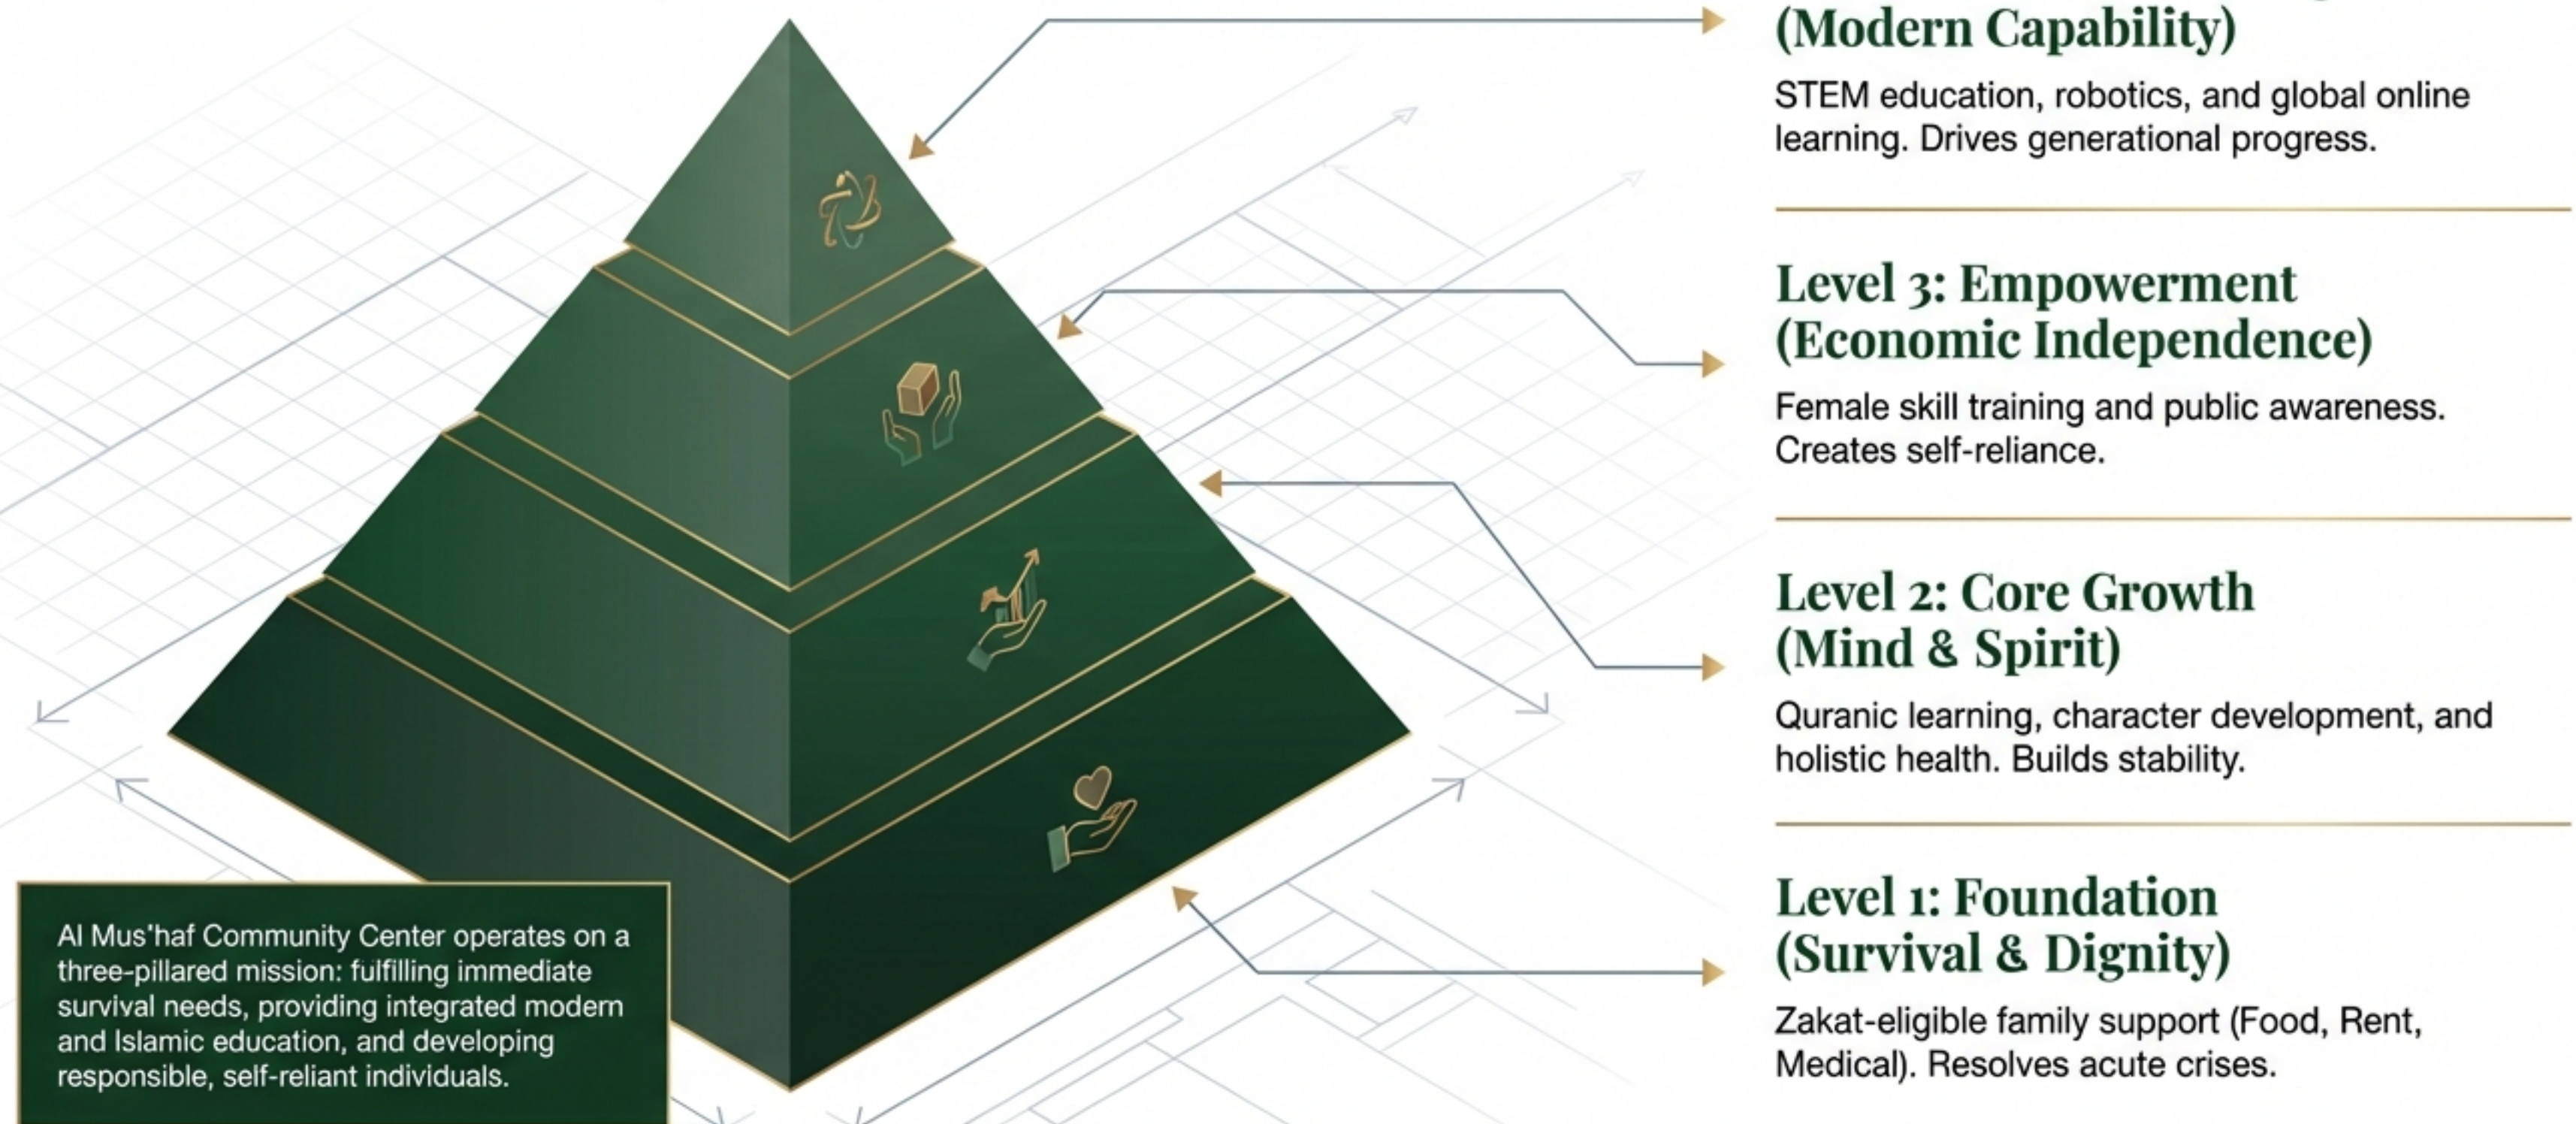 (Modern Capability)
STEM education, robotics, and global online
learning. Drives generational progress.
Level 3: Empowerment
(Economic Independence)
Female skill training and public awareness.
Creates self-reliance.
Level 2: Core Growth
(Mind & Spirit)
Quranic learning, character development, and
holistic health. Builds stability.
Level 1: Foundation
(Survival & Dignity)
Zakat-eligible family support (Food, Rent,
Medical). Resolves acute crises.
Al Mus'haf Community Center operates on a
three-pillared mission: fulfilling immediate
survival needs, providing integrated modern
and Islamic education, and developing
responsible, self-reliant individuals.